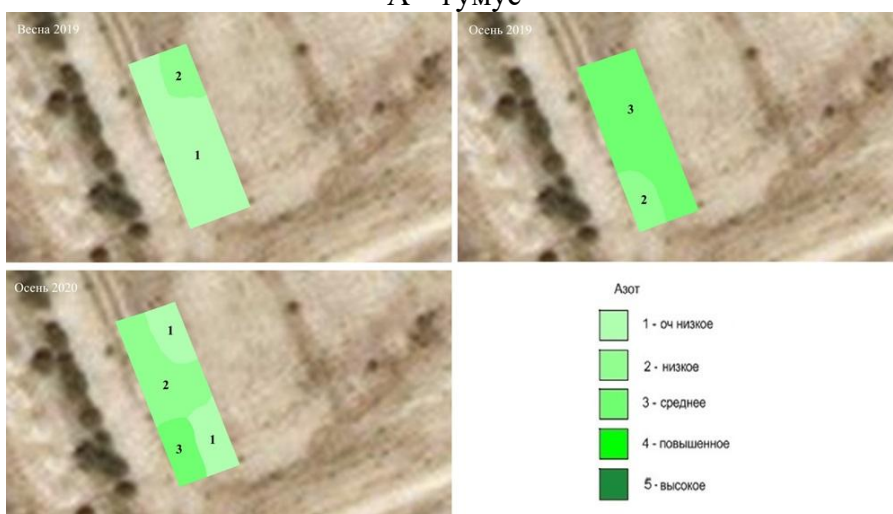 А – гумус
Весна 2019
2
1
Осень 2019
3
2
Осень 2020
1
2
3
1
Азот
1 - оч низкое
2 - низкое
3 - среднее
4 - повышенное
5 - высокое